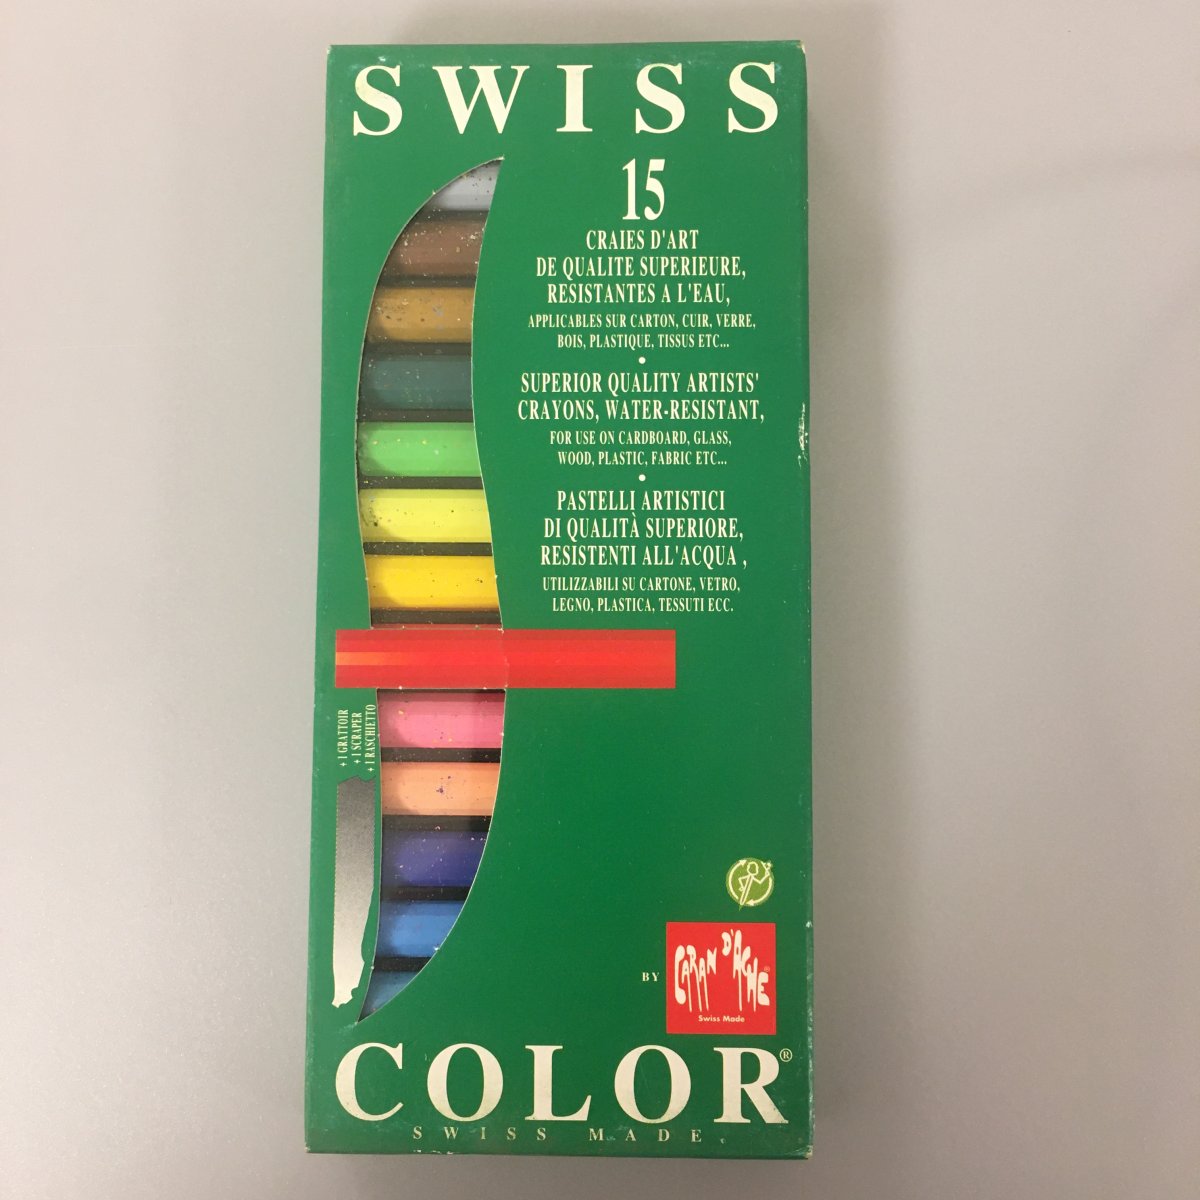 SWISS
15
CRAIES D'ART
DE QUALITE SUPERIEURE,
RESISTANTES A L'EAU,
APPLICABLES SUR CARTON, CUIR, VERRE,
BOIS, PLASTIQUE, TISSUS ETC...
•
SUPERIOR QUALITY ARTISTS'
CRAYONS, WATER-RESISTANT,
FOR USE ON CARDBOARD, GLASS,
WOOD, PLASTIC, FABRIC ETC...
•
PASTELLI ARTISTICI
DI QUALITÀ SUPERIORE,
RESISTENTI ALL'ACQUA ,
UTILIZZABILI SU CARTONE, VETRO,
LEGNO, PLASTICA, TESSUTI ECC.
+ 1 GRATTOIR
+ 1 SCRAPER
+ 1 RASCHIETTO
BY
CARAN D'ACHE®
Swiss Made
COLOR®
SWISS MADE